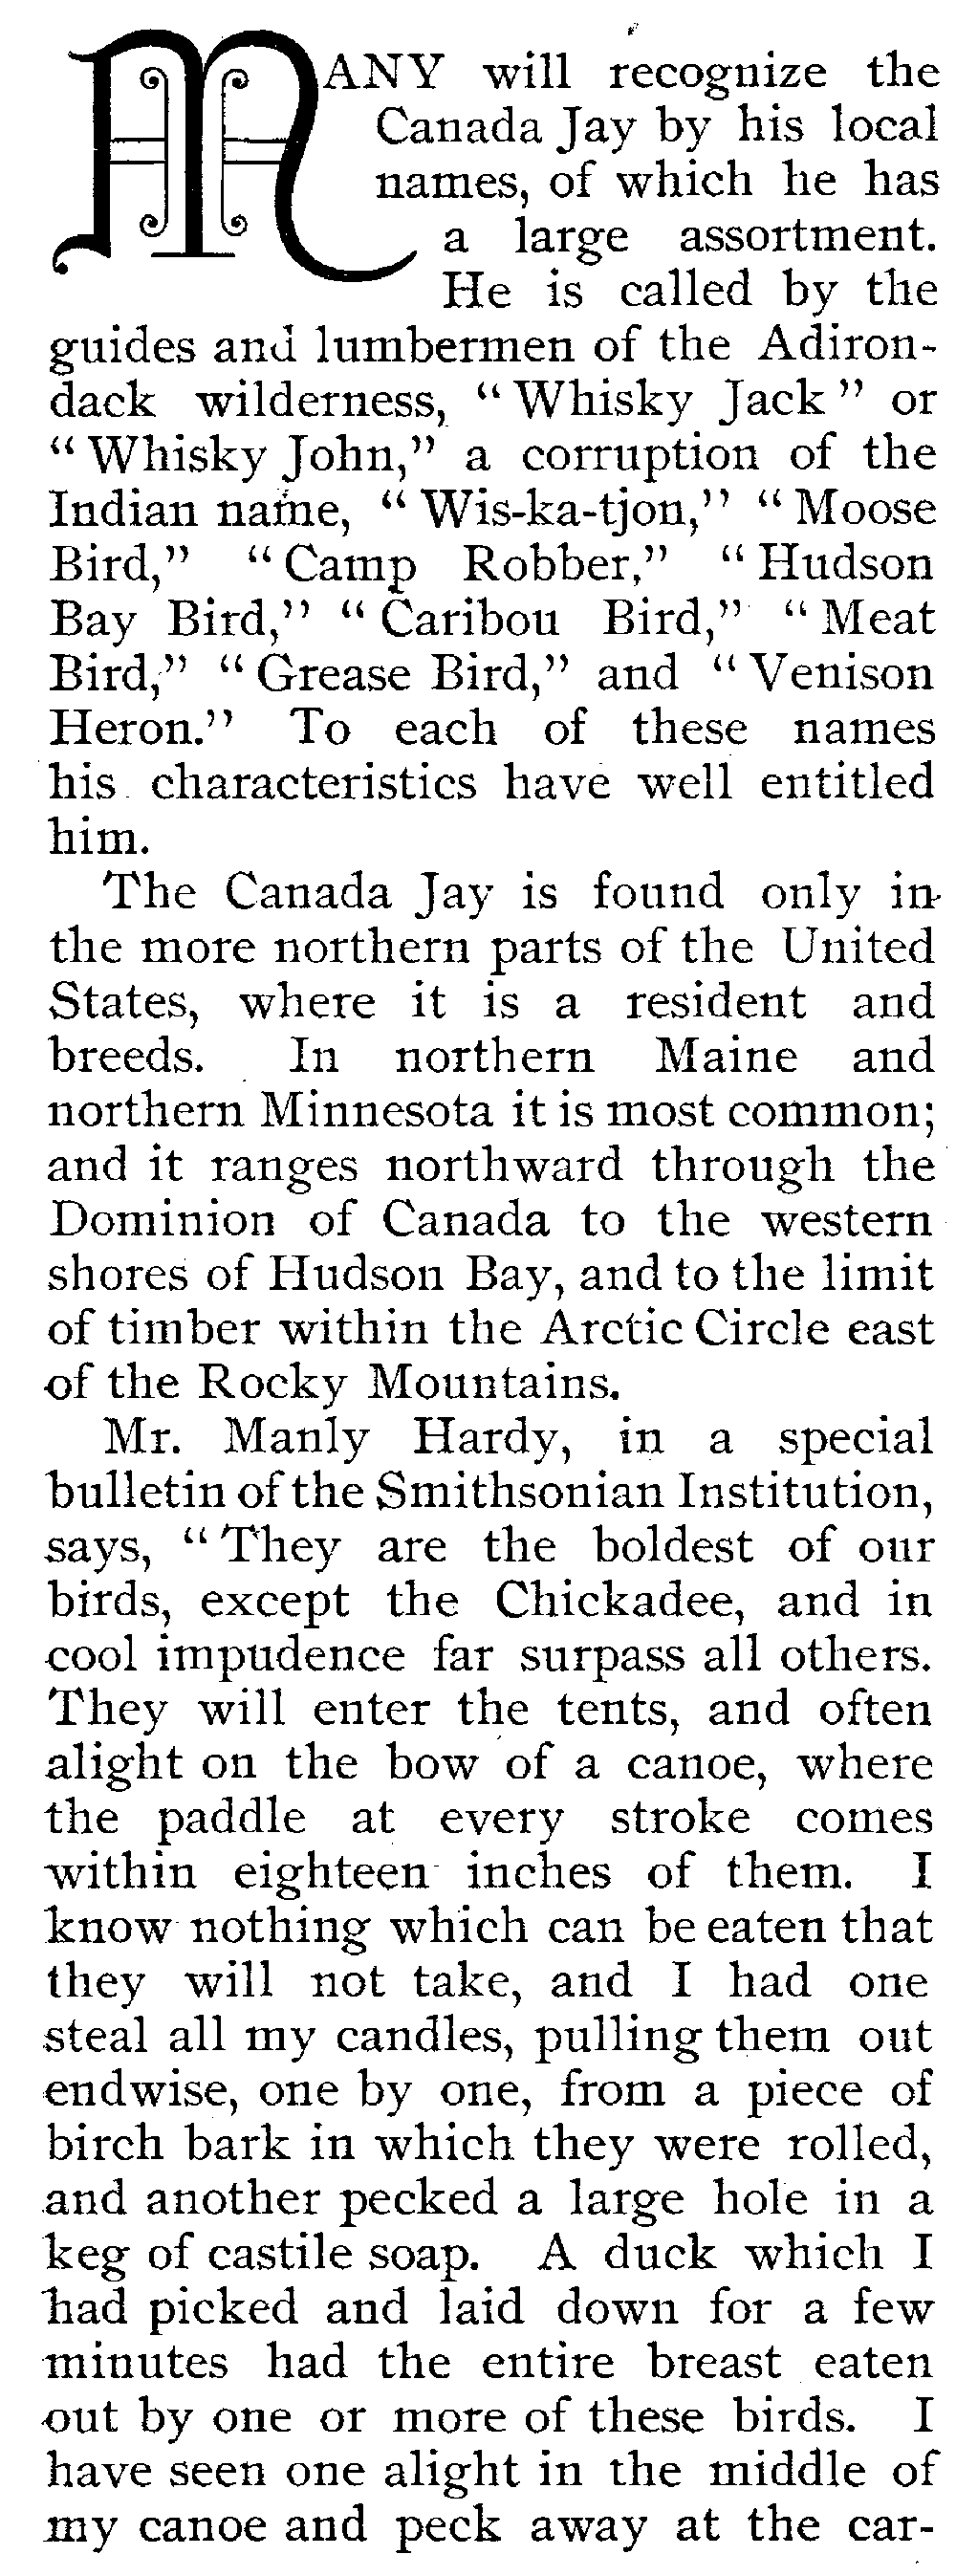 MANY will recognize the
Canada Jay by his local
names, of which he has
a large assortment.
He is called by the
guides and lumbermen of the Adiron-
dack wilderness, “Whisky Jack” or
“Whisky John,” a corruption of the
Indian name, “Wis-ka-tjon,” “Moose
Bird,” “Camp Robber,” “Hudson
Bay Bird,” “Caribou Bird,” “Meat
Bird,” “Grease Bird,” and “Venison
Heron.” To each of these names
his characteristics have well entitled
him.
The Canada Jay is found only in
the more northern parts of the United
States, where it is a resident and
breeds. In northern Maine and
northern Minnesota it is most common;
and it ranges northward through the
Dominion of Canada to the western
shores of Hudson Bay, and to the limit
of timber within the Arctic Circle east
of the Rocky Mountains.
Mr. Manly Hardy, in a special
bulletin of the Smithsonian Institution,
says, “They are the boldest of our
birds, except the Chickadee, and in
cool impudence far surpass all others.
They will enter the tents, and often
alight on the bow of a canoe, where
the paddle at every stroke comes
within eighteen inches of them. I
know nothing which can be eaten that
they will not take, and I had one
steal all my candles, pulling them out
endwise, one by one, from a piece of
birch bark in which they were rolled,
and another pecked a large hole in a
keg of castile soap. A duck which I
had picked and laid down for a few
minutes had the entire breast eaten
out by one or more of these birds. I
have seen one alight in the middle of
my canoe and peck away at the car-